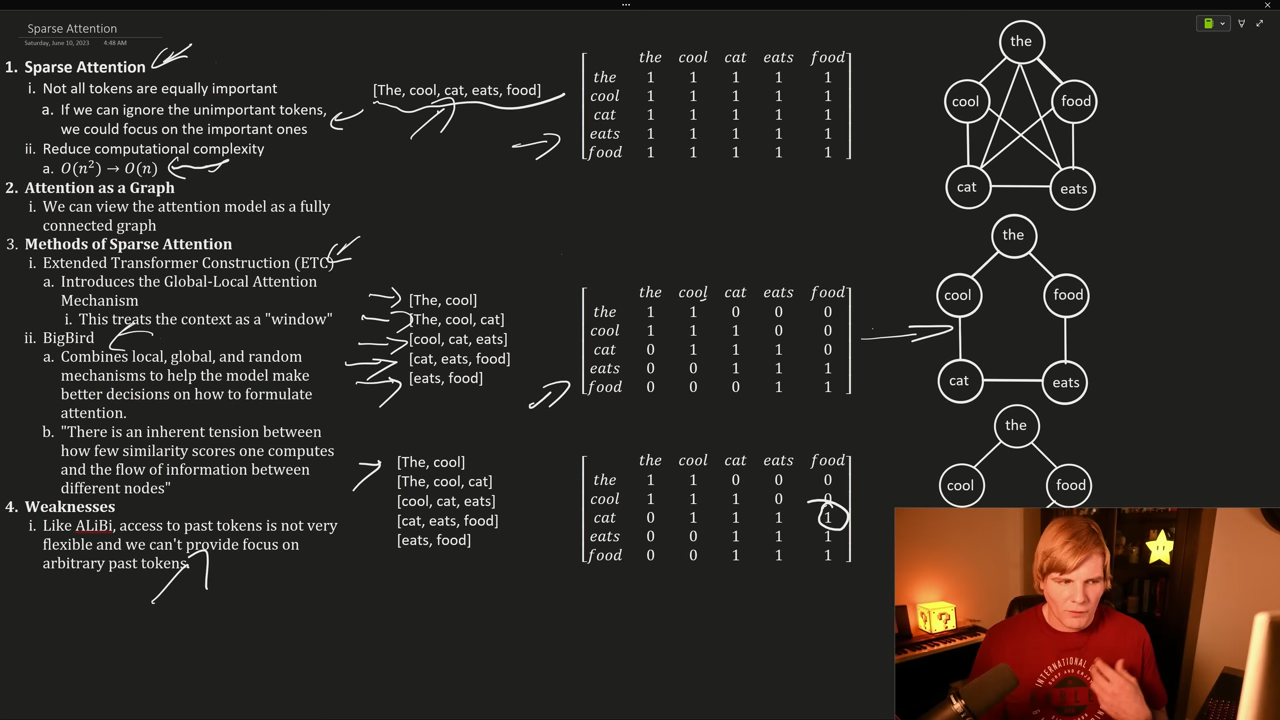 Sparse Attention
Saturday, June 10, 2023 4:48 AM
1. Sparse Attention
i. Not all tokens are equally important
a. If we can ignore the unimportant tokens,
we could focus on the important ones
ii. Reduce computational complexity
a. O(n²) → O(n)
2. Attention as a Graph
i. We can view the attention model as a fully
connected graph
3. Methods of Sparse Attention
i. Extended Transformer Construction (ETC)
a. Introduces the Global-Local Attention
Mechanism
i. This treats the context as a "window"
ii. BigBird
a. Combines local, global, and random
mechanisms to help the model make
better decisions on how to formulate
attention.
b. "There is an inherent tension between
how few similarity scores one computes
and the flow of information between
different nodes"
4. Weaknesses
i. Like ALiBi, access to past tokens is not very
flexible and we can't provide focus on
arbitrary past tokens.
[The, cool, cat, eats, food]
the cool cat eats food
the 1 1 1 1 1
cool 1 1 1 1 1
cat 1 1 1 1 1
eats 1 1 1 1 1
food 1 1 1 1 1
the
cool food
cat eats
[The, cool]
[The, cool, cat]
[cool, cat, eats]
[cat, eats, food]
[eats, food]
the cool cat eats food
the 1 1 0 0 0
cool 1 1 1 0 0
cat 0 1 1 1 0
eats 0 0 1 1 1
food 0 0 0 1 1
the
cool food
cat eats
[The, cool]
[The, cool, cat]
[cool, cat, eats]
[cat, eats, food]
[eats, food]
the cool cat eats food
the 1 1 0 0 0
cool 1 1 1 0 0
cat 0 1 1 1 1
eats 0 0 1 1 1
food 0 0 1 1 1
the
cool food
INTERNATIONAL